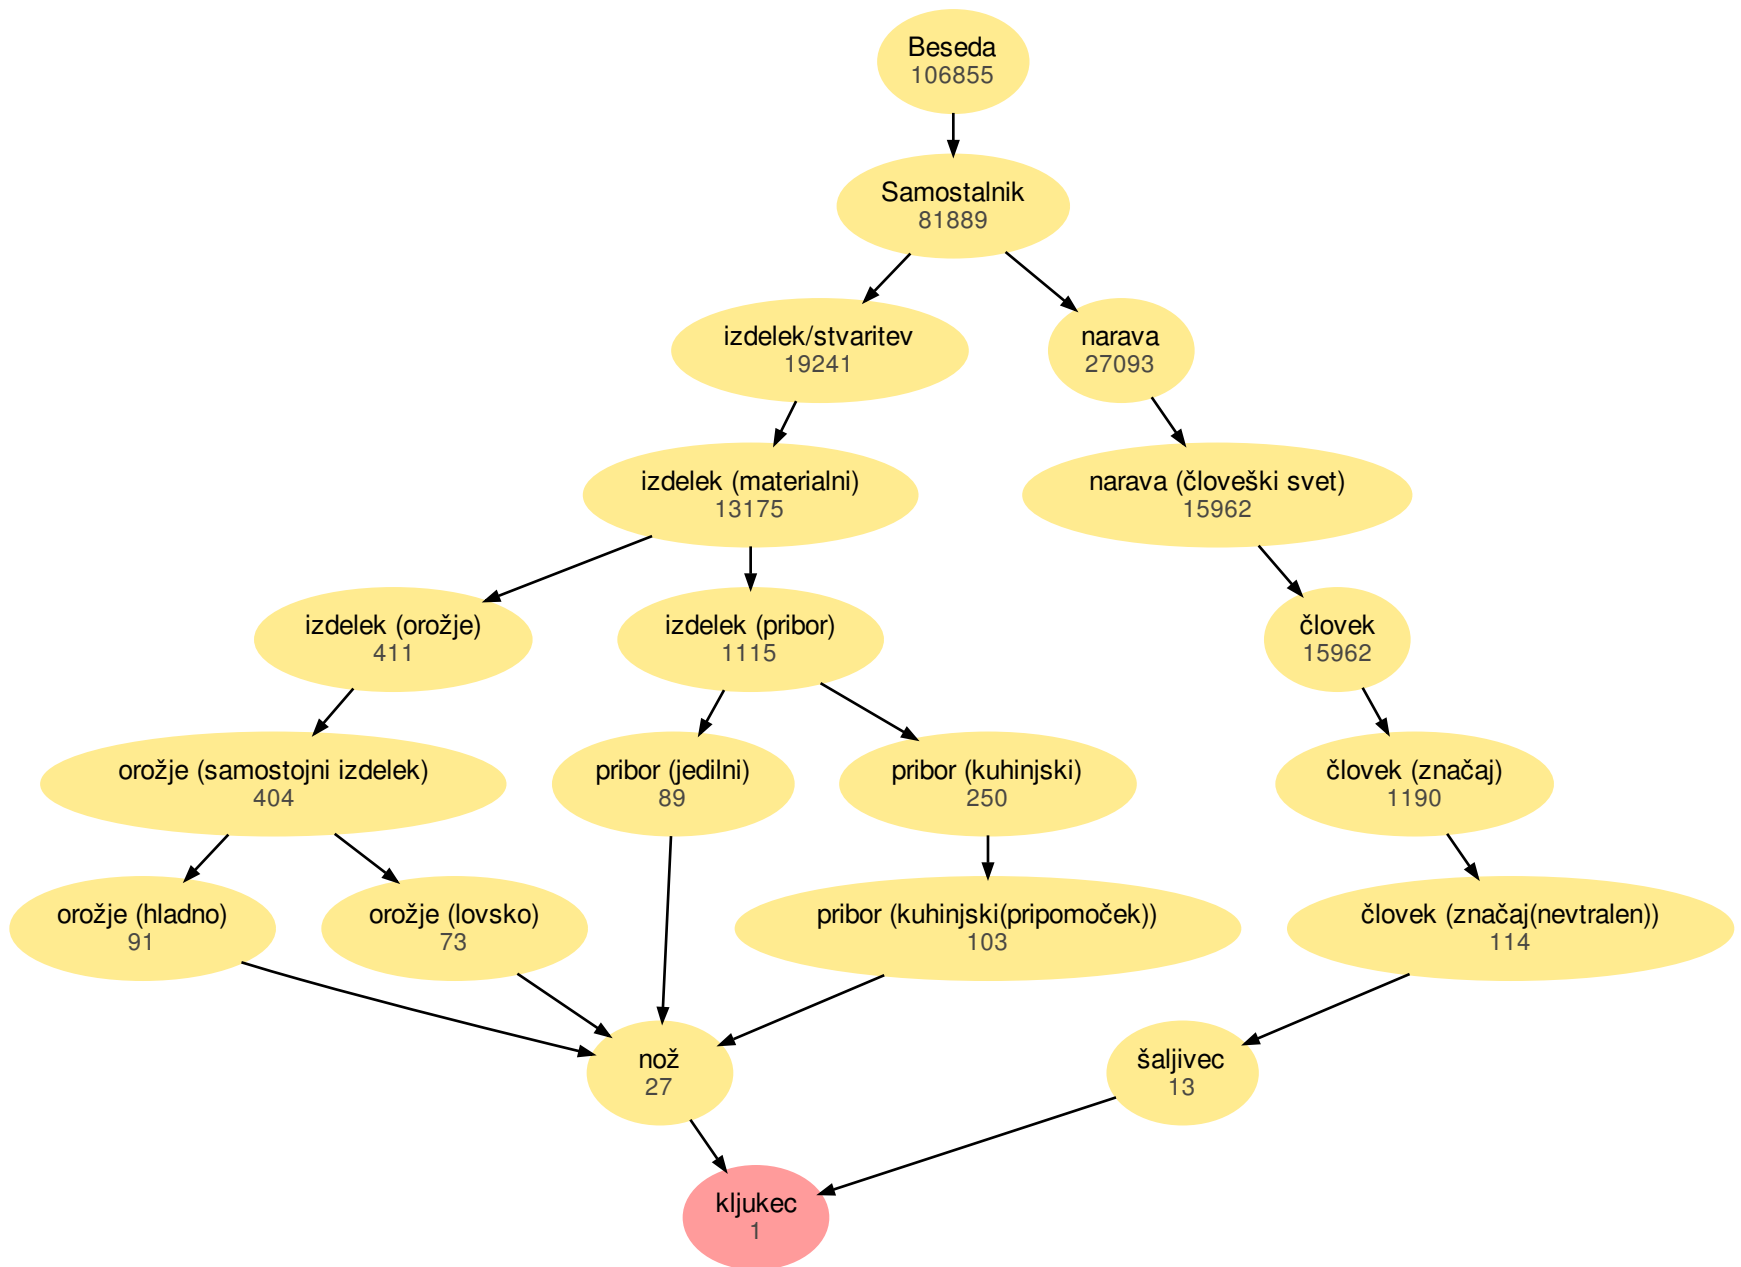 Beseda
106855
Samostalnik
81889
izdelek/stvaritev
19241
narava
27093
izdelek (materialni)
13175
narava (človeški svet)
15962
izdelek (orožje)
411
izdelek (pribor)
1115
človek
15962
orožje (samostojni izdelek)
404
pribor (jedilni)
89
pribor (kuhinjski)
250
človek (značaj)
1190
orožje (hladno)
91
orožje (lovsko)
73
pribor (kuhinjski(pripomoček))
103
človek (značaj(nevtralen))
114
nož
27
šaljivec
13
kljukec
1